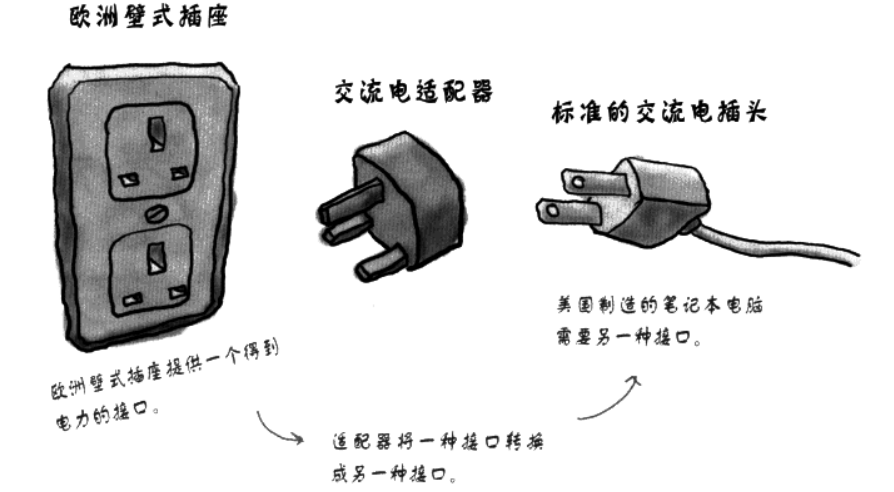 欧洲壁式插座
交流电适配器
标准的交流电插头
美国制造的笔记本电脑
需要另一种接口。
欧洲壁式插座提供一个得到
电力的接口。
适配器将一种接口转换
成另一种接口。